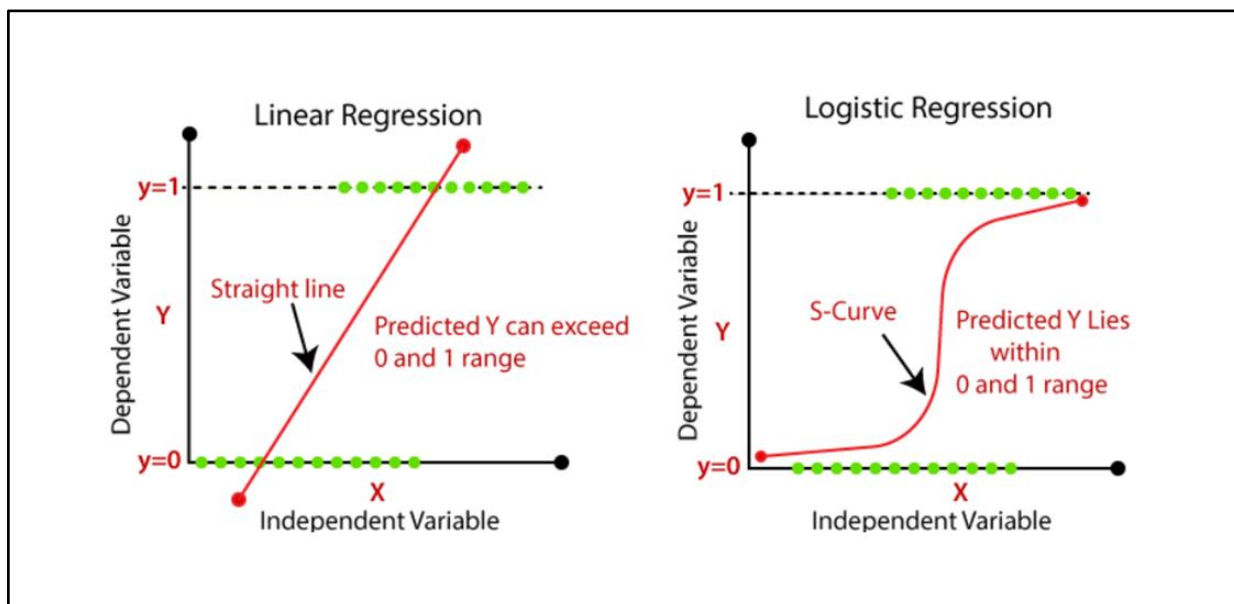 Linear Regression
y=1
Dependent Variable
Y
Straight line
Predicted Y can exceed
0 and 1 range
y=0
X
Independent Variable
Logistic Regression
y=1
Dependent Variable
Y
S-Curve
Predicted Y Lies
within
0 and 1 range
y=0
X
Independent Variable